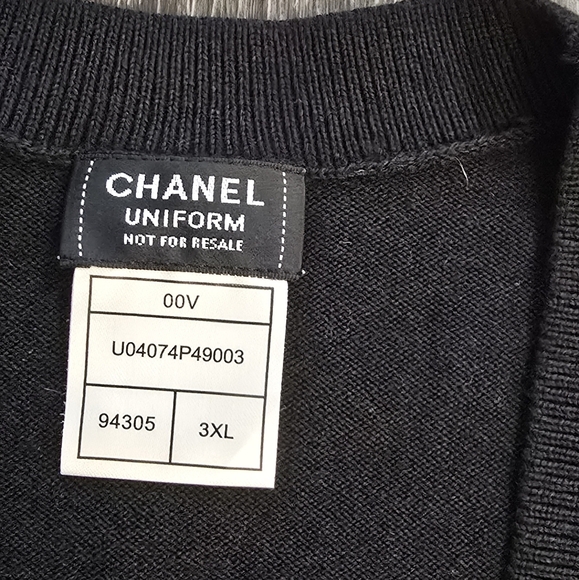 CHANEL
UNIFORM
NOT FOR RESALE
00V
U04074P49003
94305 3XL